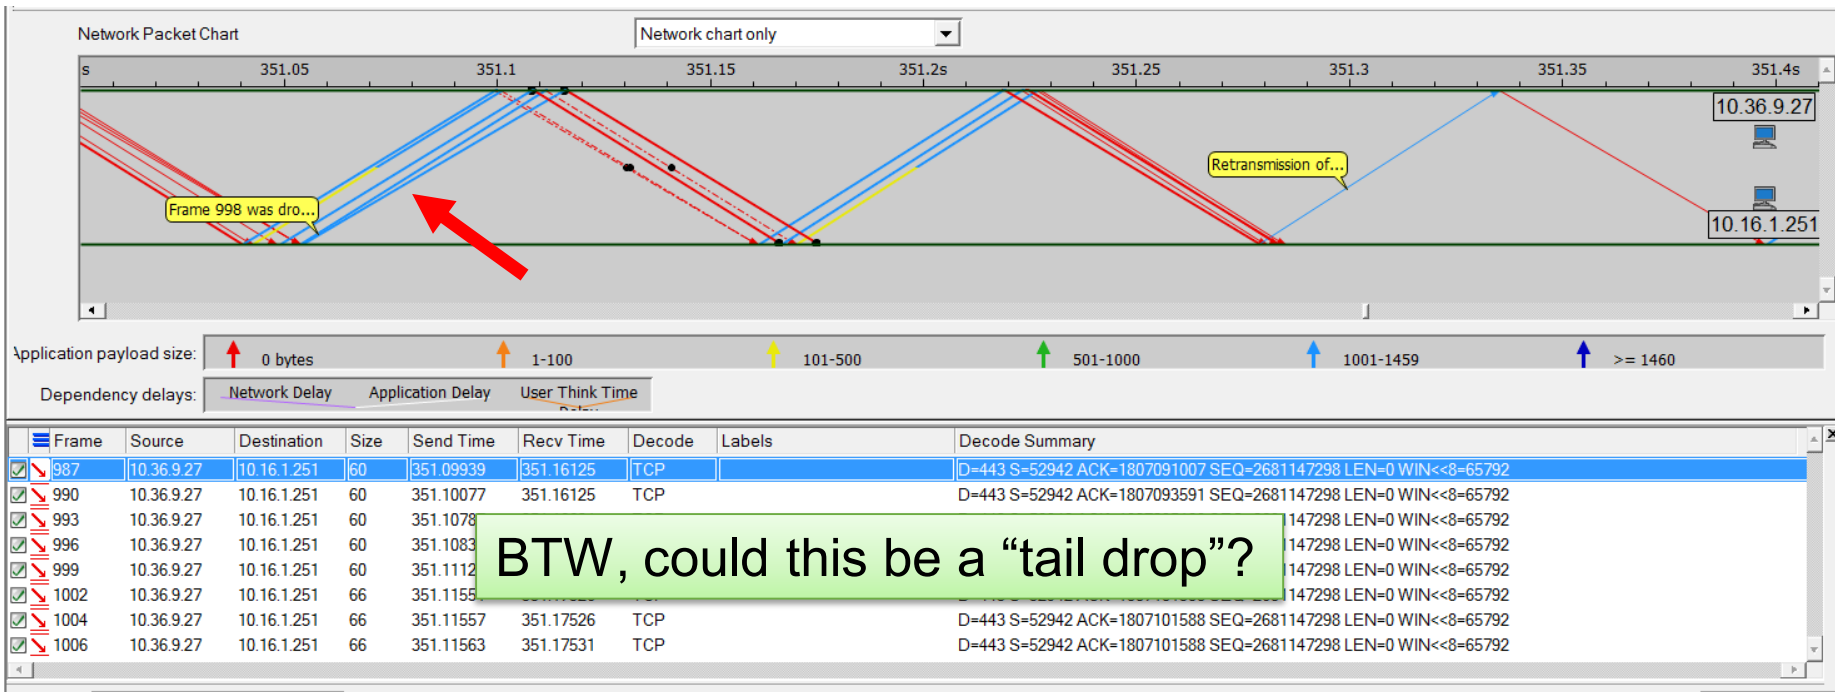 Network Packet Chart
Network chart only
s 351.05 351.1 351.15 351.2s 351.25 351.3 351.35 351.4s
10.36.9.27
Retransmission of...
Frame 998 was dro...
10.16.1.251
Application payload size: 0 bytes 1-100 101-500 501-1000 1001-1459 >= 1460
Dependency delays: Network Delay Application Delay User Think Time
Frame Source Destination Size Send Time Recv Time Decode Labels Decode Summary
987 10.36.9.27 10.16.1.251 60 351.09939 351.16125 TCP D=443 S=52942 ACK=1807091007 SEQ=2681147298 LEN=0 WIN<<8=65792
990 10.36.9.27 10.16.1.251 60 351.10077 351.16125 TCP D=443 S=52942 ACK=1807093591 SEQ=2681147298 LEN=0 WIN<<8=65792
993 10.36.9.27 10.16.1.251 60 147298 LEN=0 WIN<<8=65792
996 10.36.9.27 10.16.1.251 60 147298 LEN=0 WIN<<8=65792
BTW, could this be a “tail drop”?
999 10.36.9.27 10.16.1.251 60 147298 LEN=0 WIN<<8=65792
1002 10.36.9.27 10.16.1.251 66 147298 LEN=0 WIN<<8=65792
1004 10.36.9.27 10.16.1.251 66 351.11557 351.17526 TCP D=443 S=52942 ACK=1807101588 SEQ=2681147298 LEN=0 WIN<<8=65792
1006 10.36.9.27 10.16.1.251 66 351.11563 351.17531 TCP D=443 S=52942 ACK=1807101588 SEQ=2681147298 LEN=0 WIN<<8=65792